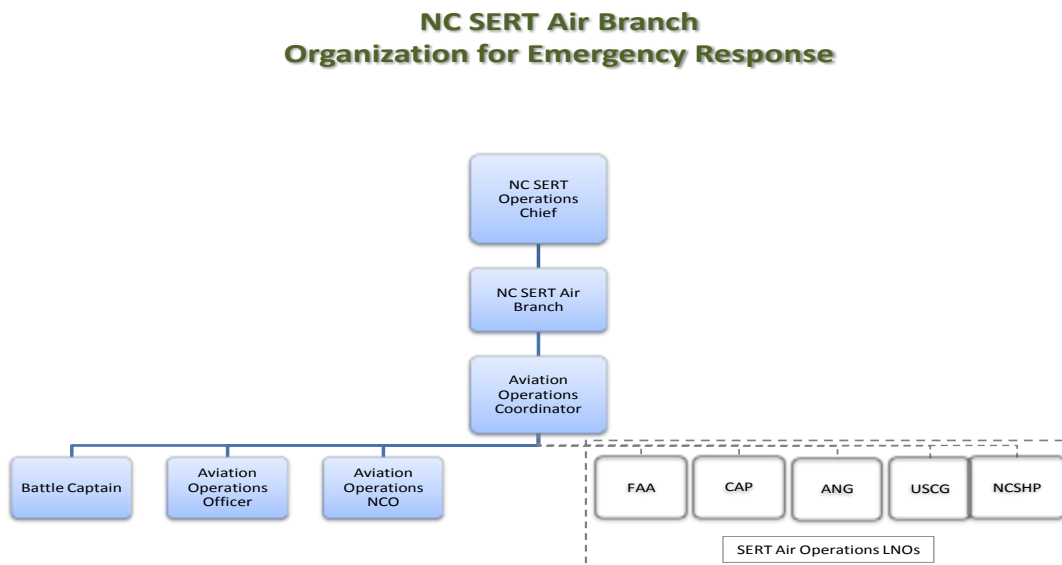 NC SERT Air Branch
Organization for Emergency Response
NC SERT
Operations
Chief
NC SERT Air
Branch
Aviation
Operations
Coordinator
Battle Captain
Aviation
Operations
Officer
Aviation
Operations
NCO
FAA
CAP
ANG
USCG
NCSHP
SERT Air Operations LNOs